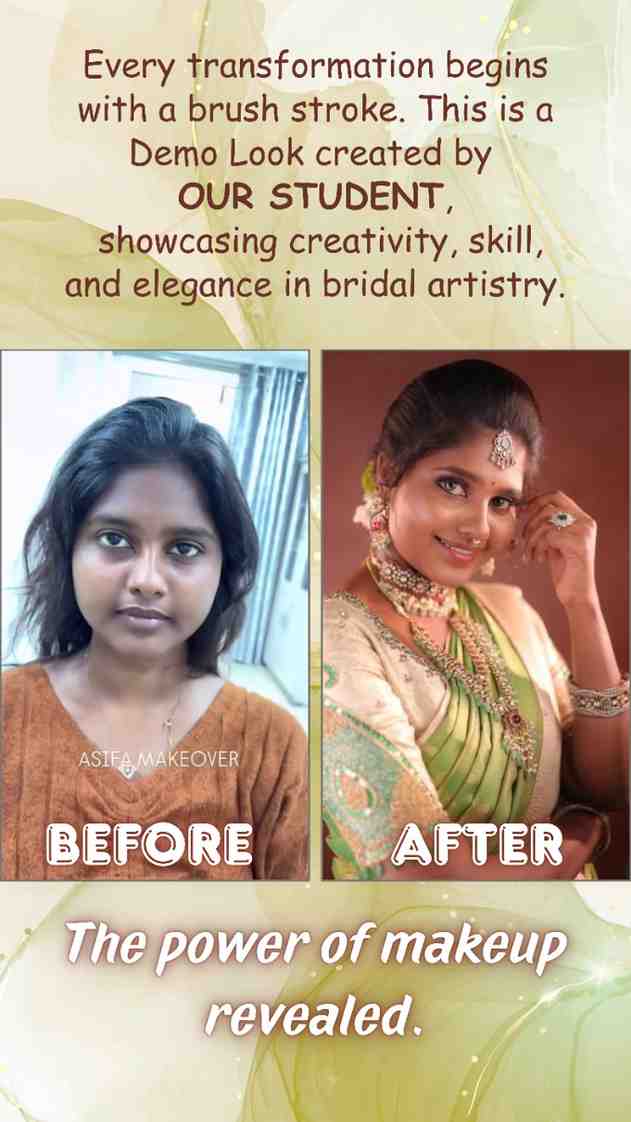 Every transformation begins
with a brush stroke. This is a
Demo Look created by
OUR STUDENT,
showcasing creativity, skill,
and elegance in bridal artistry.
ASIFA MAKEOVER
BEFORE
AFTER
The power of makeup
revealed.